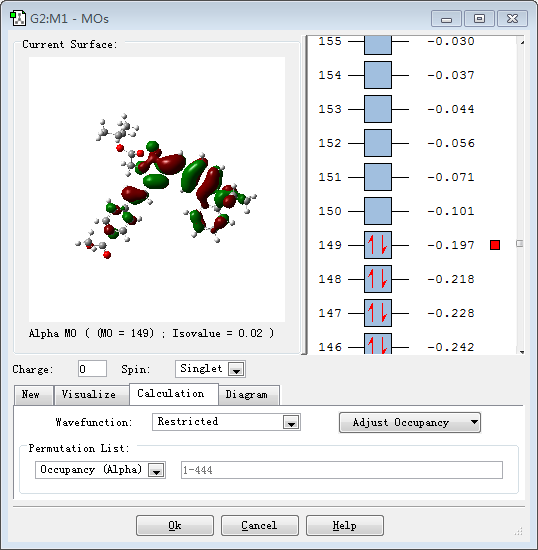 G2:M1 - MOs
Current Surface:
Alpha MO ( (MO = 149) ; Isovalue = 0.02 )
155 -0.030
154 -0.037
153 -0.044
152 -0.056
151 -0.071
150 -0.101
149 -0.197
148 -0.218
147 -0.228
146 -0.242
Charge: 0 Spin: Singlet
New Visualize Calculation Diagram
Wavefunction: Restricted Adjust Occupancy
Permutation List:
Occupancy (Alpha) 1-444
Ok Cancel Help